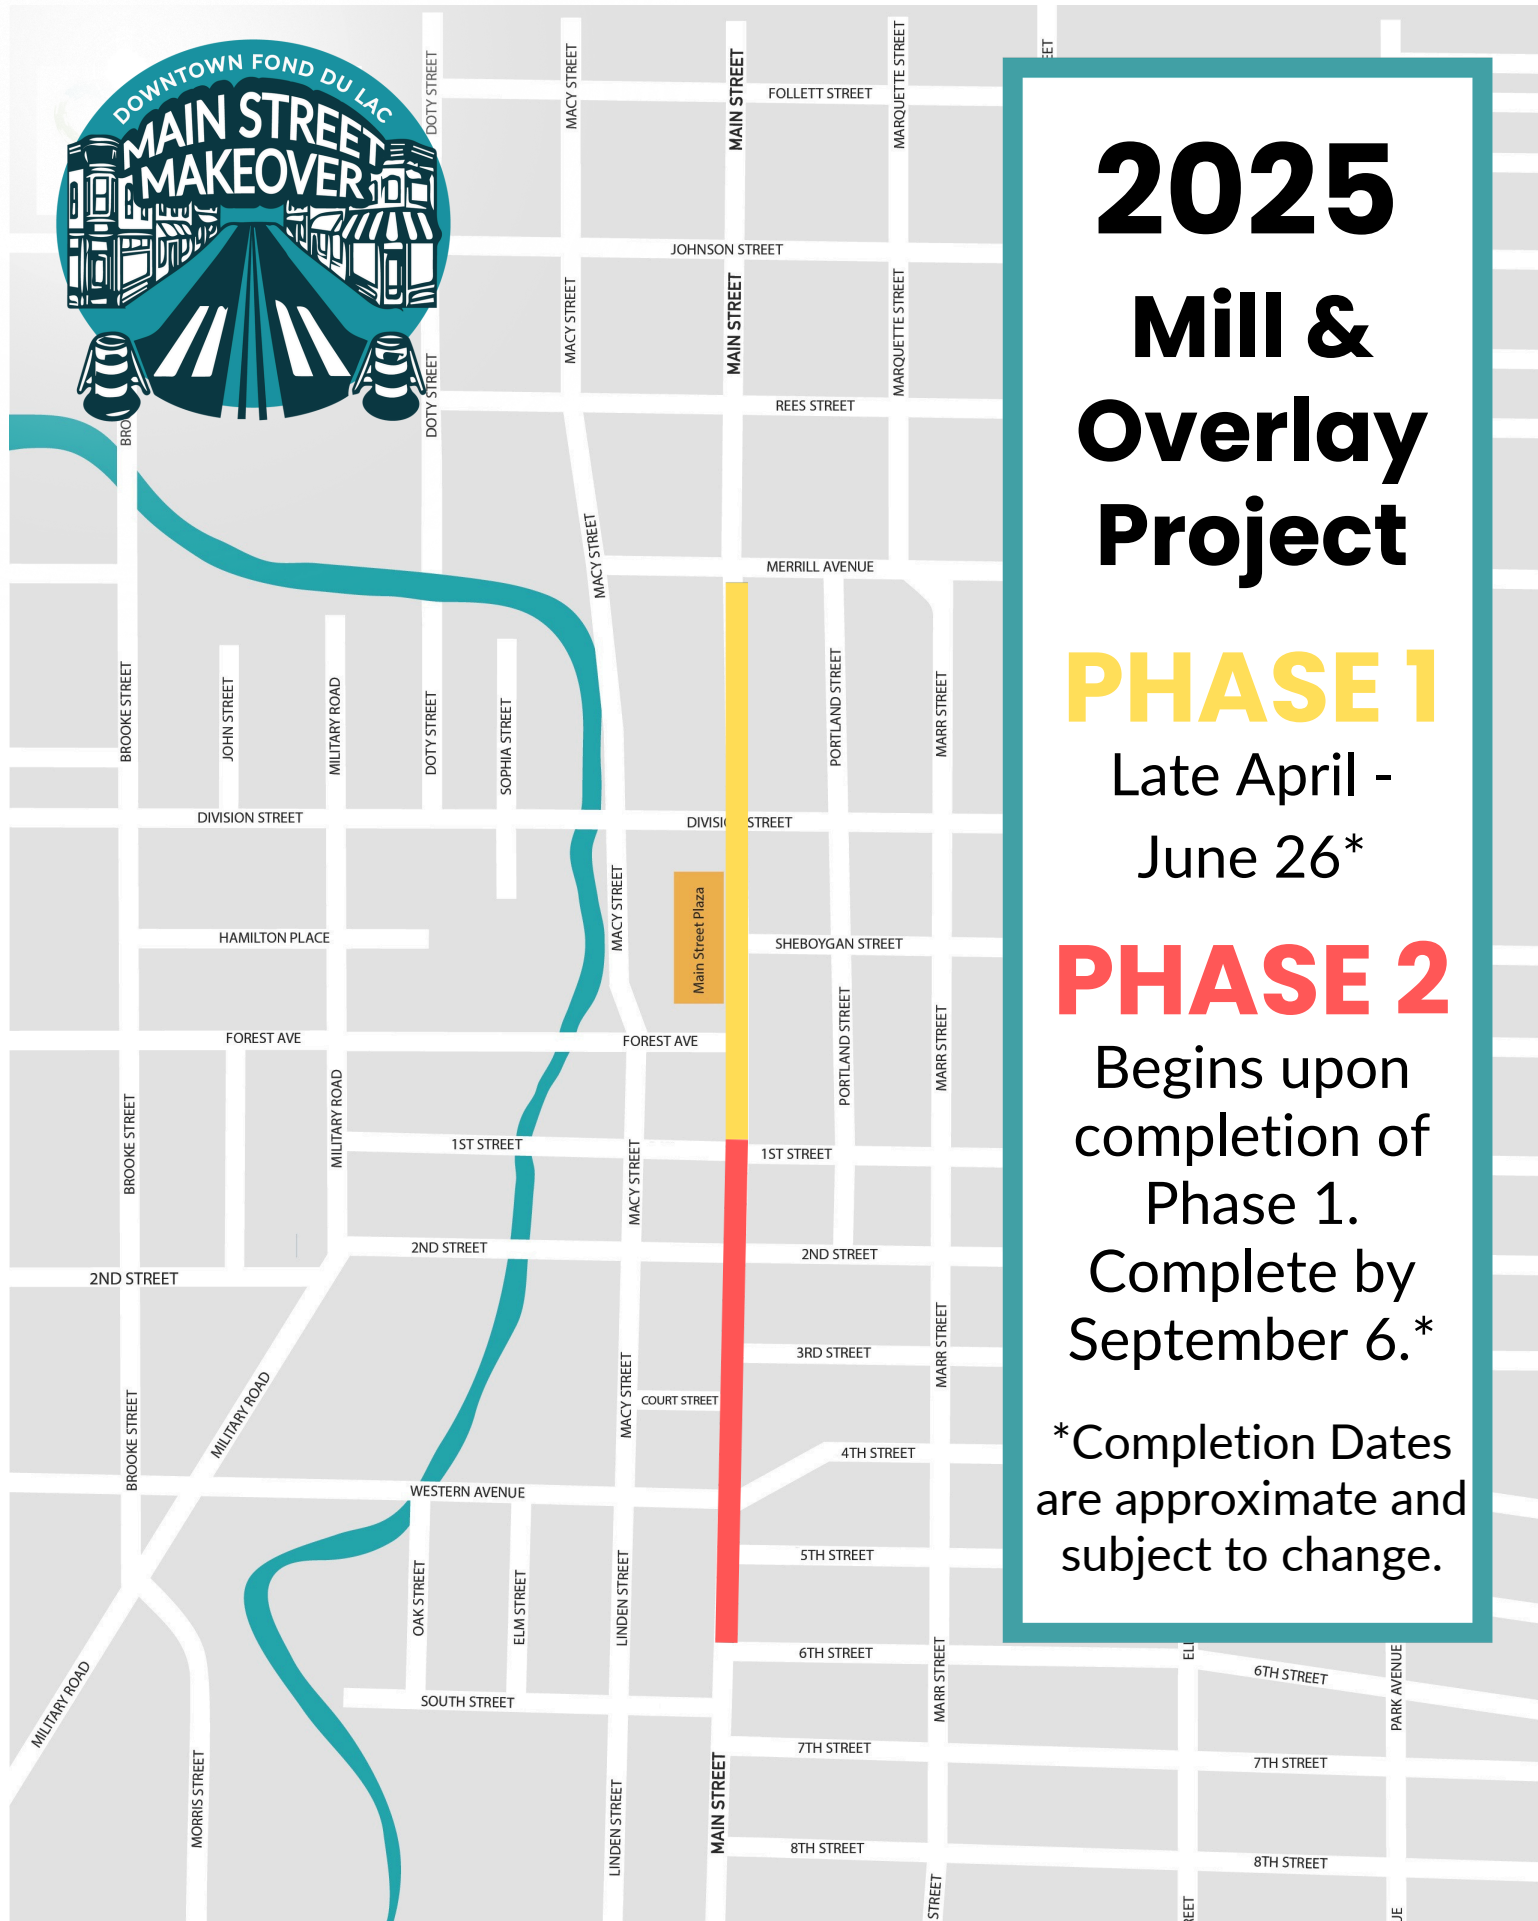 DOWNTOWN FOND DU LAC
MAIN STREET
MAKEOVER
2025
Mill &
Overlay
Project
PHASE 1
Late April -
June 26*
PHASE 2
Begins upon
completion of
Phase 1.
Complete by
September 6.*
*Completion Dates
are approximate and
subject to change.
DOTY STREET
MACY STREET
MAIN STREET
MARQUETTE STREET
FOLLETT STREET
JOHNSON STREET
MACY STREET
MAIN STREET
MARQUETTE STREET
DOTY STREET
REES STREET
MACY STREET
MERRILL AVENUE
BROOKE STREET
JOHN STREET
MILITARY ROAD
DOTY STREET
SOPHIA STREET
PORTLAND STREET
MARR STREET
DIVISION STREET
DIVISION STREET
MACY STREET
Main Street Plaza
HAMILTON PLACE
SHEBOYGAN STREET
FOREST AVE
FOREST AVE
PORTLAND STREET
MARR STREET
BROOKE STREET
MILITARY ROAD
1ST STREET
MACY STREET
1ST STREET
2ND STREET
2ND STREET
2ND STREET
MARR STREET
3RD STREET
MACY STREET
COURT STREET
BROOKE STREET
MILITARY ROAD
4TH STREET
WESTERN AVENUE
5TH STREET
OAK STREET
ELM STREET
LINDEN STREET
6TH STREET
MARR STREET
6TH STREET
PARK AVENUE
MILITARY ROAD
SOUTH STREET
7TH STREET
7TH STREET
MORRIS STREET
LINDEN STREET
MAIN STREET
8TH STREET
8TH STREET
STREET